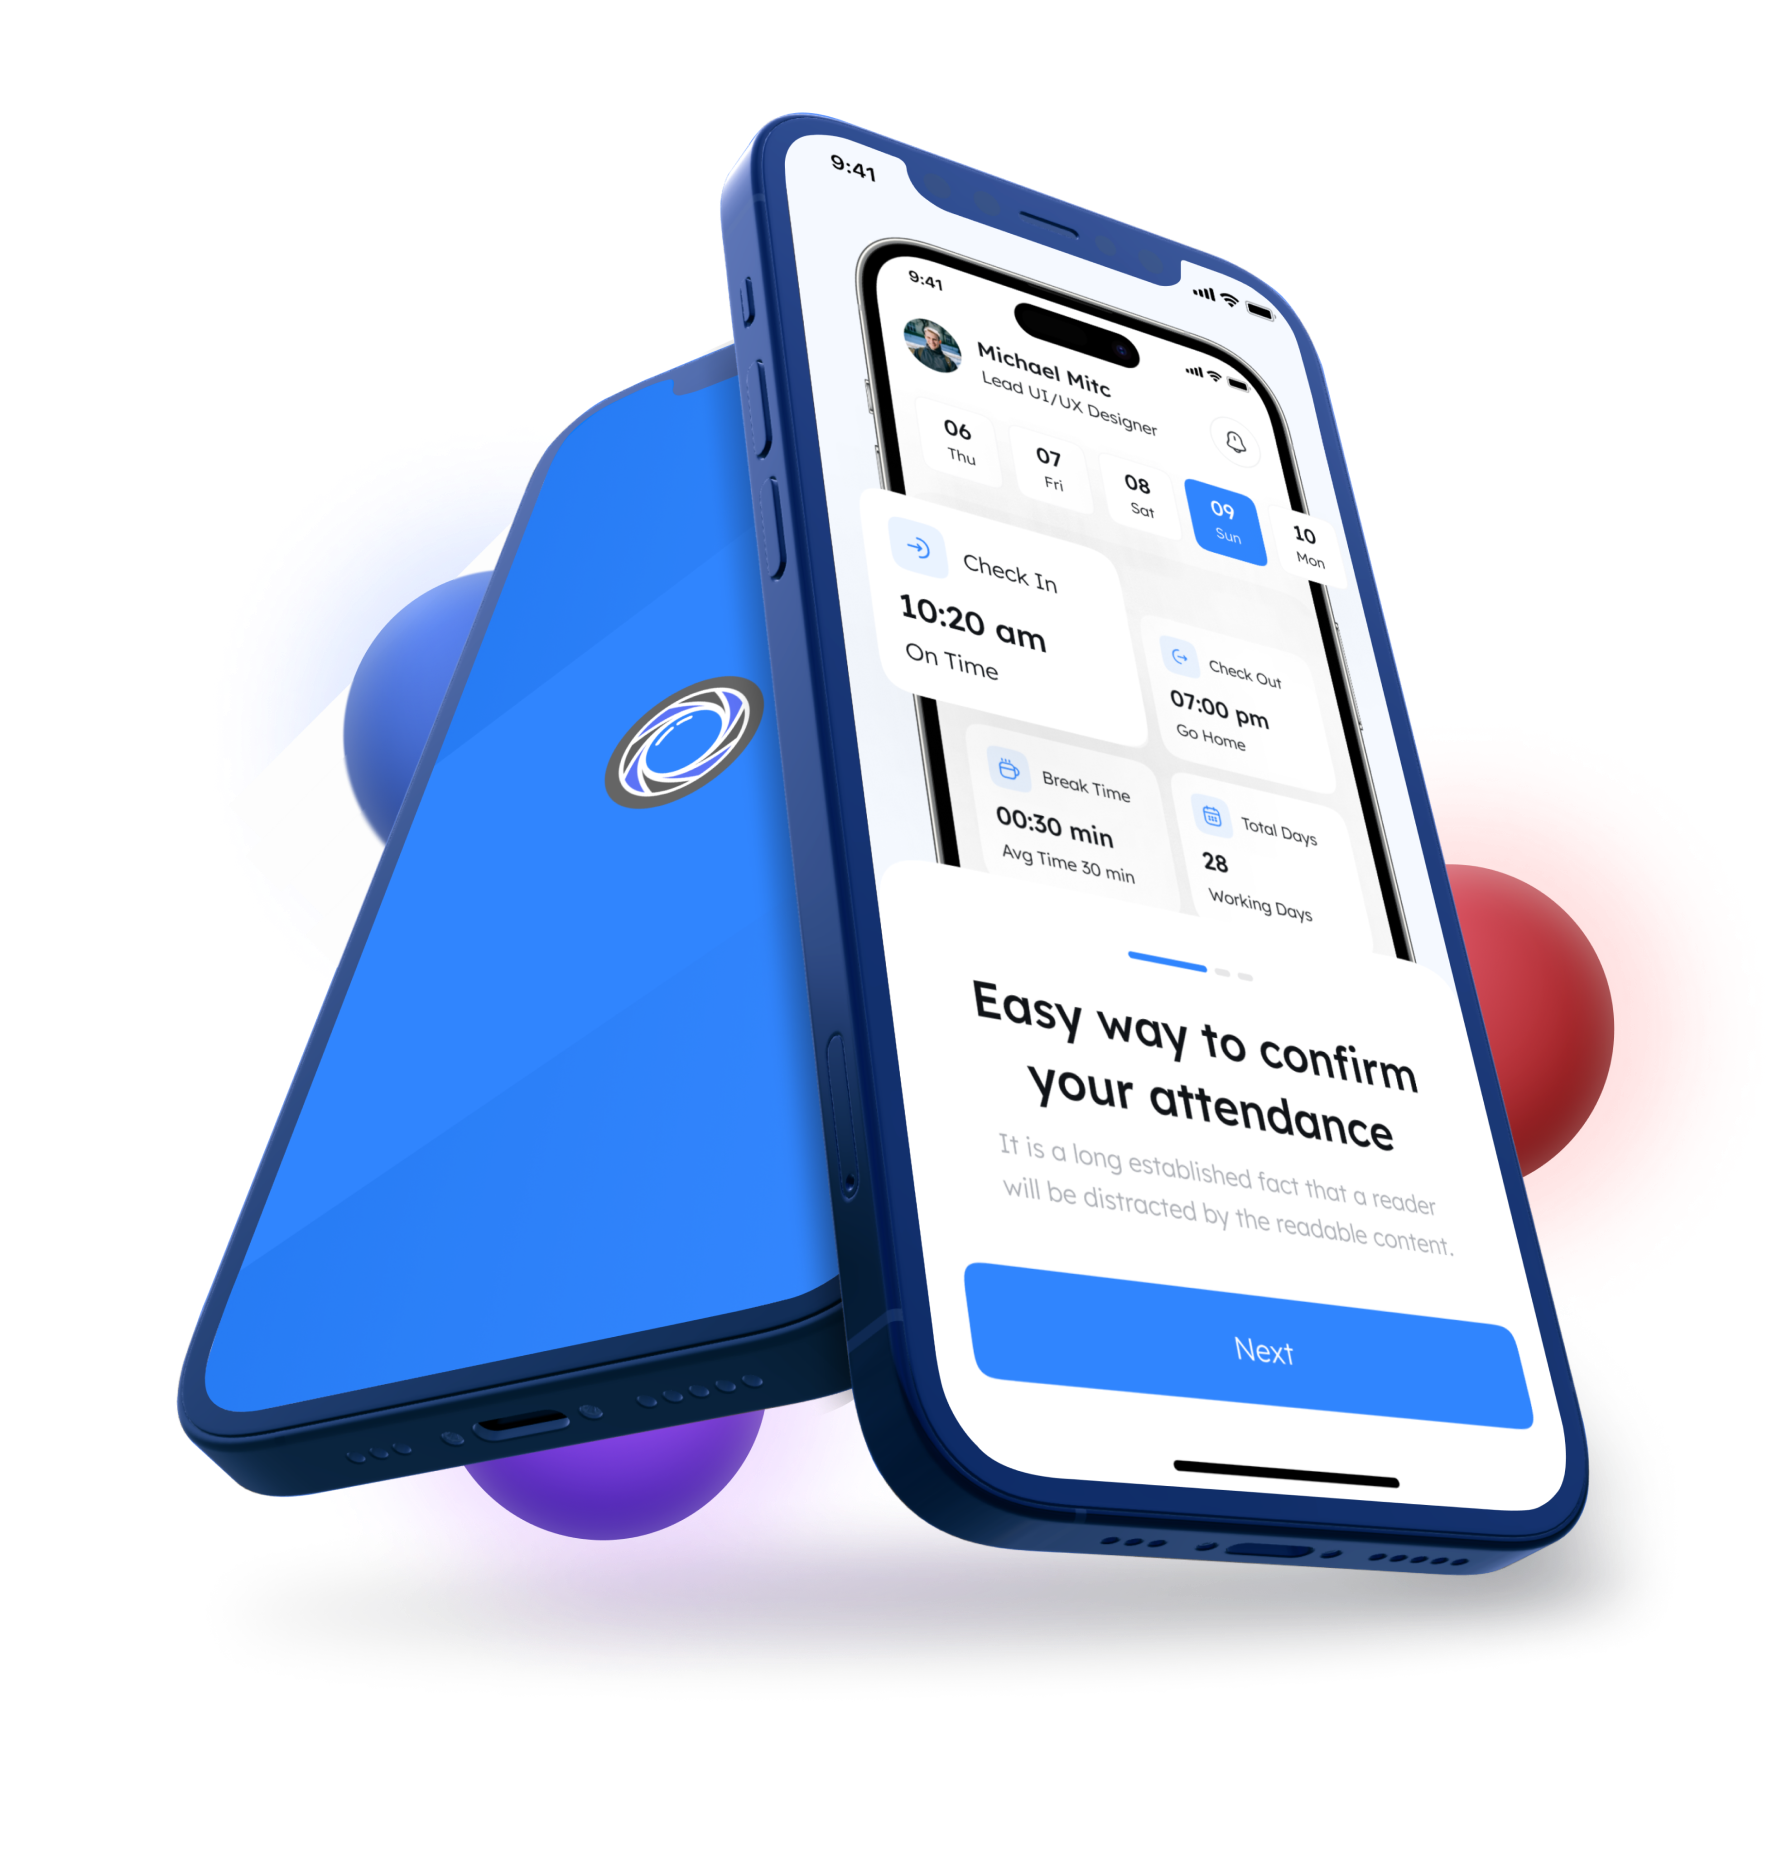 9:41
9:41
Michael Mitc
Lead UI/UX Designer
06
Thu
07
Fri
08
Sat
09
Sun
10
Mon
Check In
10:20 am
On Time
Check Out
07:00 pm
Go Home
Break Time
00:30 min
Avg Time 30 min
Total Days
28
Working Days
Easy way to confirm
your attendance
It is a long established fact that a reader
will be distracted by the readable content.
Next